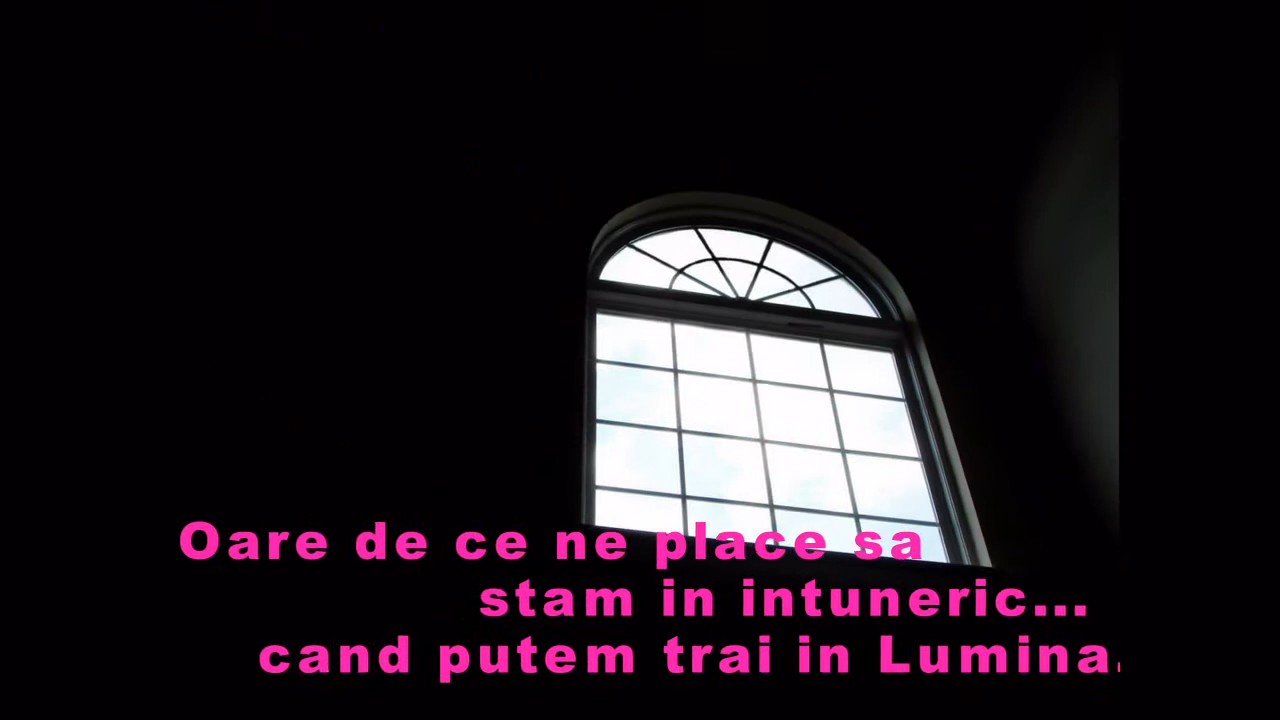 Oare de ce ne place sa
stam in intuneric...
cand putem trai in Lumina.